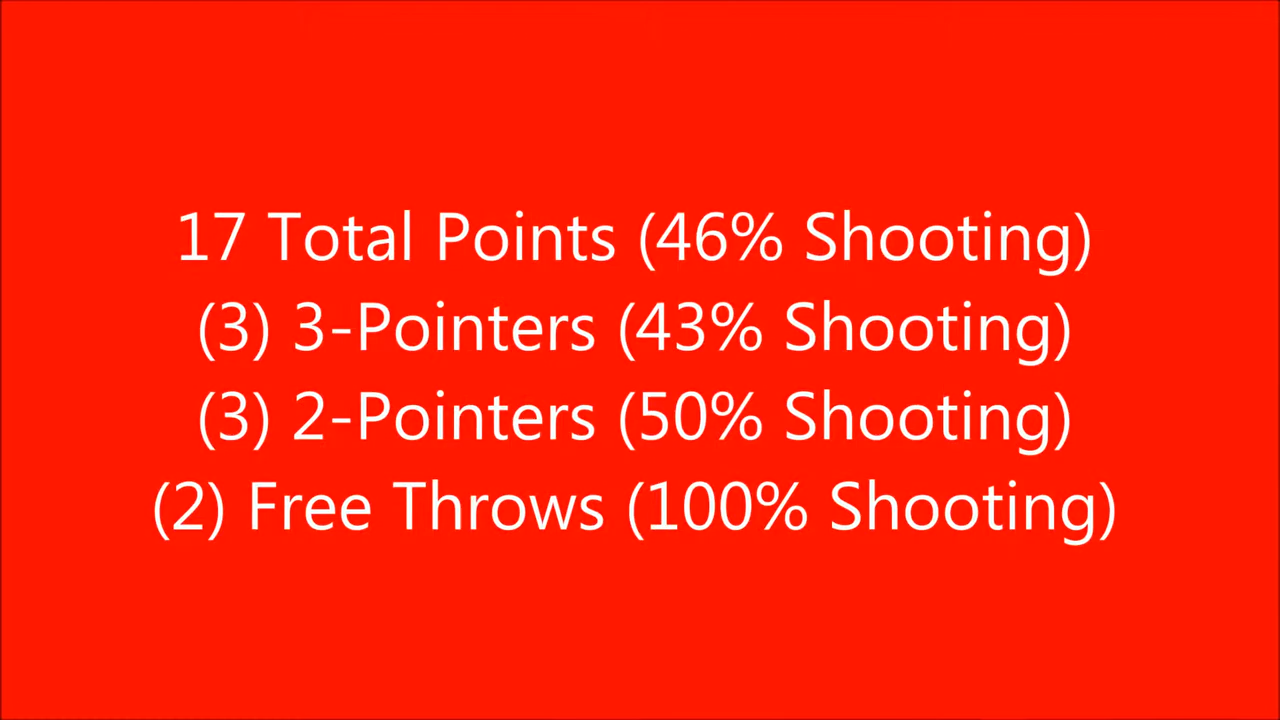 17 Total Points (46% Shooting)
(3) 3-Pointers (43% Shooting)
(3) 2-Pointers (50% Shooting)
(2) Free Throws (100% Shooting)